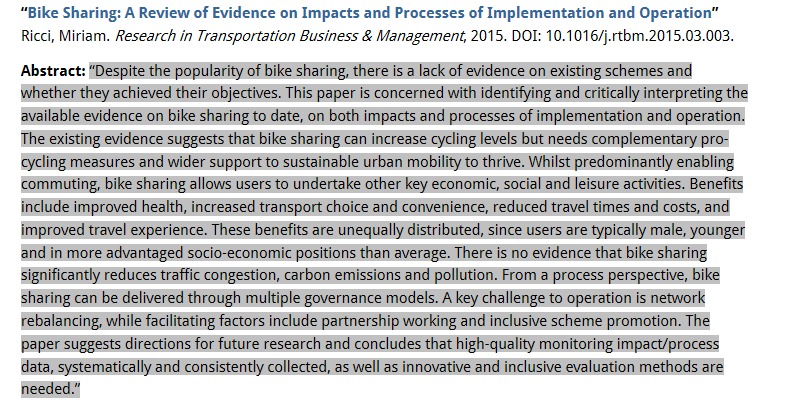 “Bike Sharing: A Review of Evidence on Impacts and Processes of Implementation and Operation”
Ricci, Miriam. Research in Transportation Business & Management, 2015. DOI: 10.1016/j.rtbm.2015.03.003.
Abstract: “Despite the popularity of bike sharing, there is a lack of evidence on existing schemes and
whether they achieved their objectives. This paper is concerned with identifying and critically interpreting the
available evidence on bike sharing to date, on both impacts and processes of implementation and operation.
The existing evidence suggests that bike sharing can increase cycling levels but needs complementary pro-
cycling measures and wider support to sustainable urban mobility to thrive. Whilst predominantly enabling
commuting, bike sharing allows users to undertake other key economic, social and leisure activities. Benefits
include improved health, increased transport choice and convenience, reduced travel times and costs, and
improved travel experience. These benefits are unequally distributed, since users are typically male, younger
and in more advantaged socio-economic positions than average. There is no evidence that bike sharing
significantly reduces traffic congestion, carbon emissions and pollution. From a process perspective, bike
sharing can be delivered through multiple governance models. A key challenge to operation is network
rebalancing, while facilitating factors include partnership working and inclusive scheme promotion. The
paper suggests directions for future research and concludes that high-quality monitoring impact/process
data, systematically and consistently collected, as well as innovative and inclusive evaluation methods are
needed.”